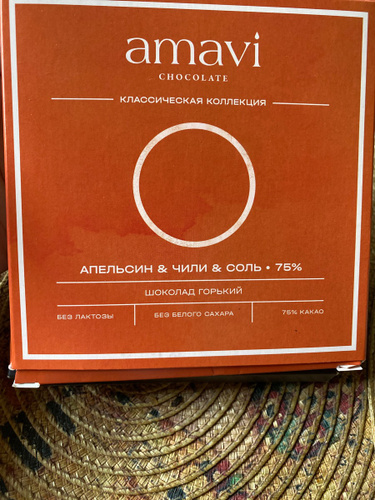 amavi
CHOCOLATE
КЛАССИЧЕСКАЯ КОЛЛЕКЦИЯ
АПЕЛЬСИН & ЧИЛИ & СОЛЬ • 75%
ШОКОЛАД ГОРЬКИЙ
БЕЗ ЛАКТОЗЫ
БЕЗ БЕЛОГО САХАРА
75% КАКАО